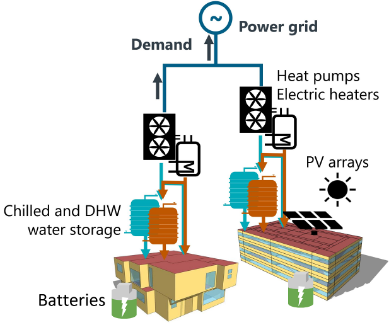 Power grid
Demand
Heat pumps
Electric heaters
PV arrays
Chilled and DHW
water storage
Batteries